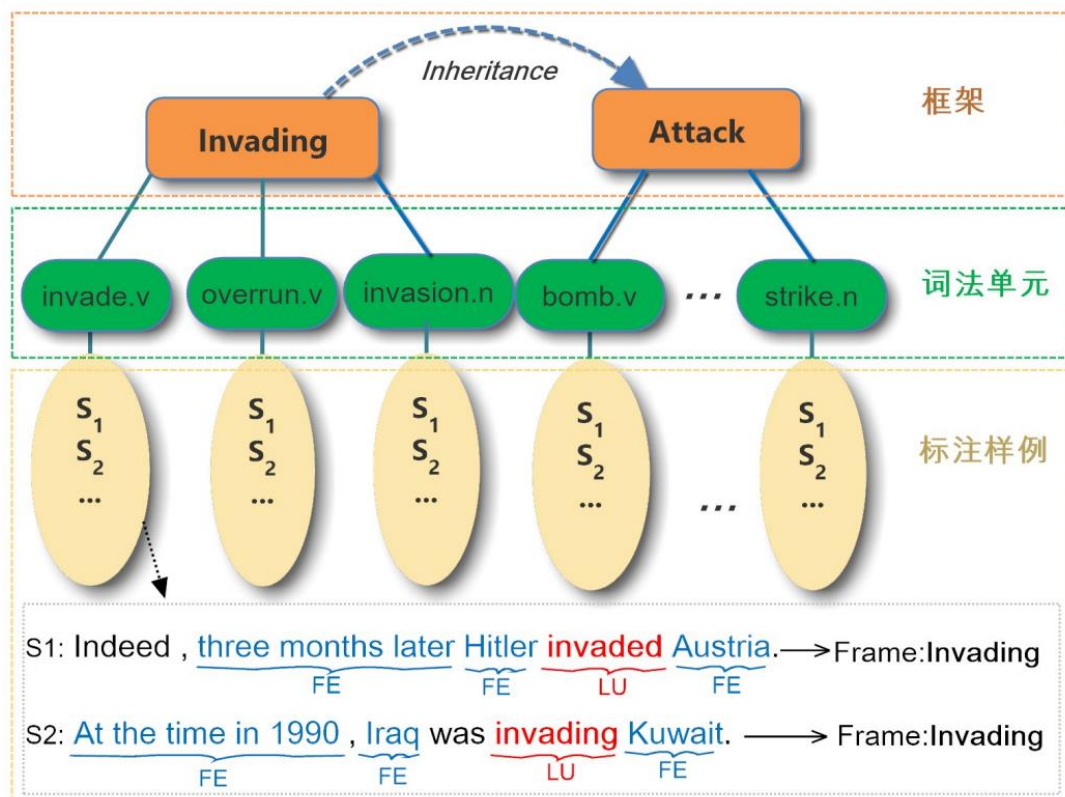 Inheritance
框架
Invading
Attack
词法单元
invade.v
overrun.v
invasion.n
bomb.v
...
strike.n
标注样例
S1
S2
...
S1
S2
...
S1
S2
...
S1
S2
...
...
S1
S2
...
S1: Indeed , three months later Hitler invaded Austria. Frame:Invading
FE FE LU FE
S2: At the time in 1990 , Iraq was invading Kuwait. Frame:Invading
FE FE LU FE